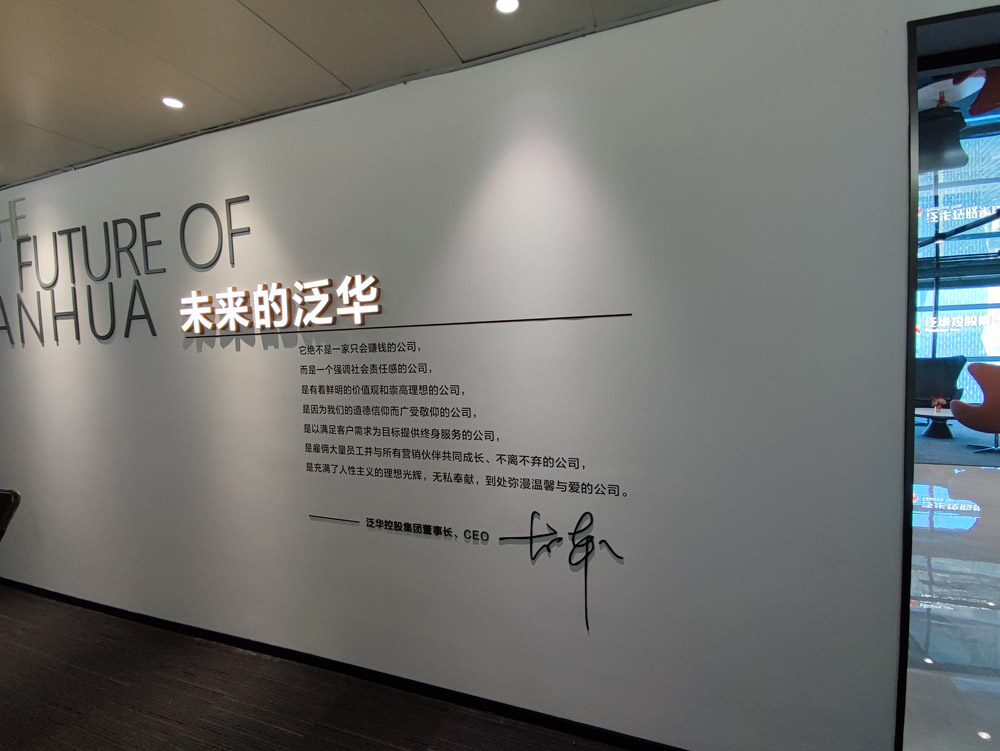 HE
FUTURE OF
ANHUA
未来的泛华
它绝不是一家只会赚钱的公司，
而是一个强调社会责任感的公司，
是有着鲜明的价值观和崇高理想的公司，
是因为我们的道德信仰而广受敬仰的公司，
是以满足客户需求为目标提供终身服务的公司，
是雇佣大量员工并与所有营销伙伴共同成长、不离不弃的公司，
是充满了人性主义的理想光辉，无私奉献，到处弥漫温馨与爱的公司。
—— 泛华控股集团董事长、CEO
泛华控股集